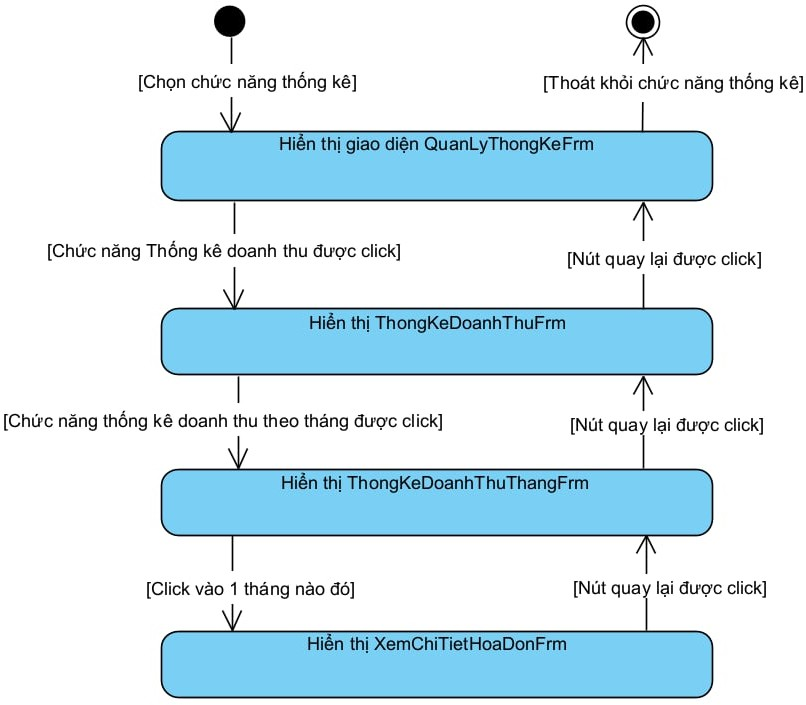 [Chọn chức năng thống kê]
[Thoát khỏi chức năng thống kê]
Hiển thị giao diện QuanLyThongKeFrm
[Chức năng Thống kê doanh thu được click]
[Nút quay lại được click]
Hiển thị ThongKeDoanhThuFrm
[Chức năng thống kê doanh thu theo tháng được click]
[Nút quay lại được click]
Hiển thị ThongKeDoanhThuThangFrm
[Click vào 1 tháng nào đó]
[Nút quay lại được click]
Hiển thị XemChiTietHoaDonFrm